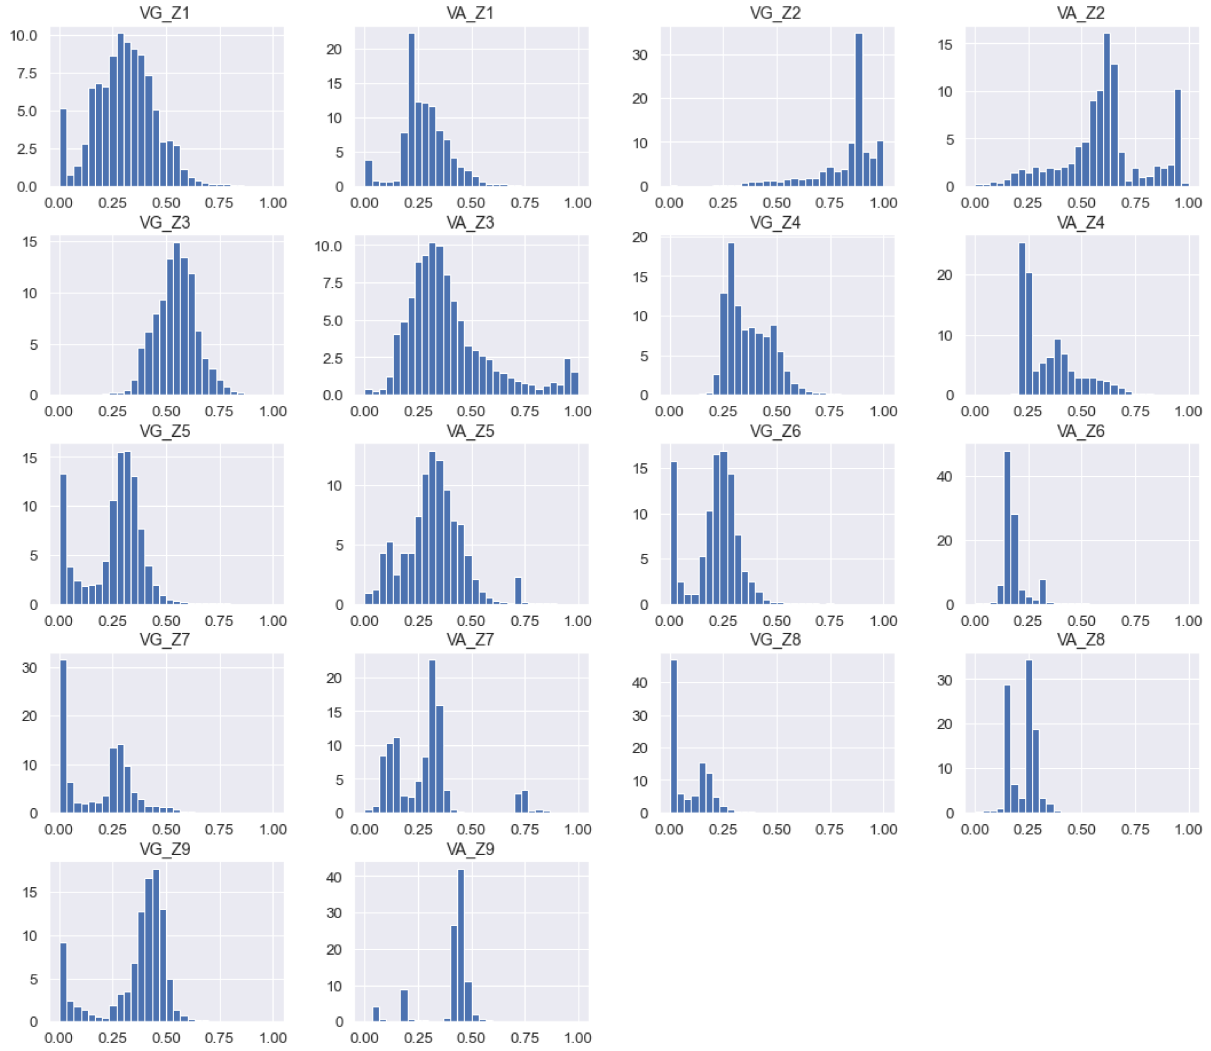 VG_Z1 VA_Z1 VG_Z2 VA_Z2
10.0 7.5 5.0 2.5 0.0
20 15 10 5 0
30 20 10 0
15 10 5 0
0.00 0.25 0.50 0.75 1.00 0.00 0.25 0.50 0.75 1.00 0.00 0.25 0.50 0.75 1.00 0.00 0.25 0.50 0.75 1.00
VG_Z3 VA_Z3 VG_Z4 VA_Z4
15 10 5 0
10.0 7.5 5.0 2.5 0.0
20 15 10 5 0
20 10 0
0.00 0.25 0.50 0.75 1.00 0.00 0.25 0.50 0.75 1.00 0.00 0.25 0.50 0.75 1.00 0.00 0.25 0.50 0.75 1.00
VG_Z5 VA_Z5 VG_Z6 VA_Z6
15 10 5 0
10 5 0
15 10 5 0
40 20 0
0.00 0.25 0.50 0.75 1.00 0.00 0.25 0.50 0.75 1.00 0.00 0.25 0.50 0.75 1.00 0.00 0.25 0.50 0.75 1.00
VG_Z7 VA_Z7 VG_Z8 VA_Z8
30 20 10 0
20 15 10 5 0
40 30 20 10 0
30 20 10 0
0.00 0.25 0.50 0.75 1.00 0.00 0.25 0.50 0.75 1.00 0.00 0.25 0.50 0.75 1.00 0.00 0.25 0.50 0.75 1.00
VG_Z9 VA_Z9
15 10 5 0
40 30 20 10 0
0.00 0.25 0.50 0.75 1.00 0.00 0.25 0.50 0.75 1.00